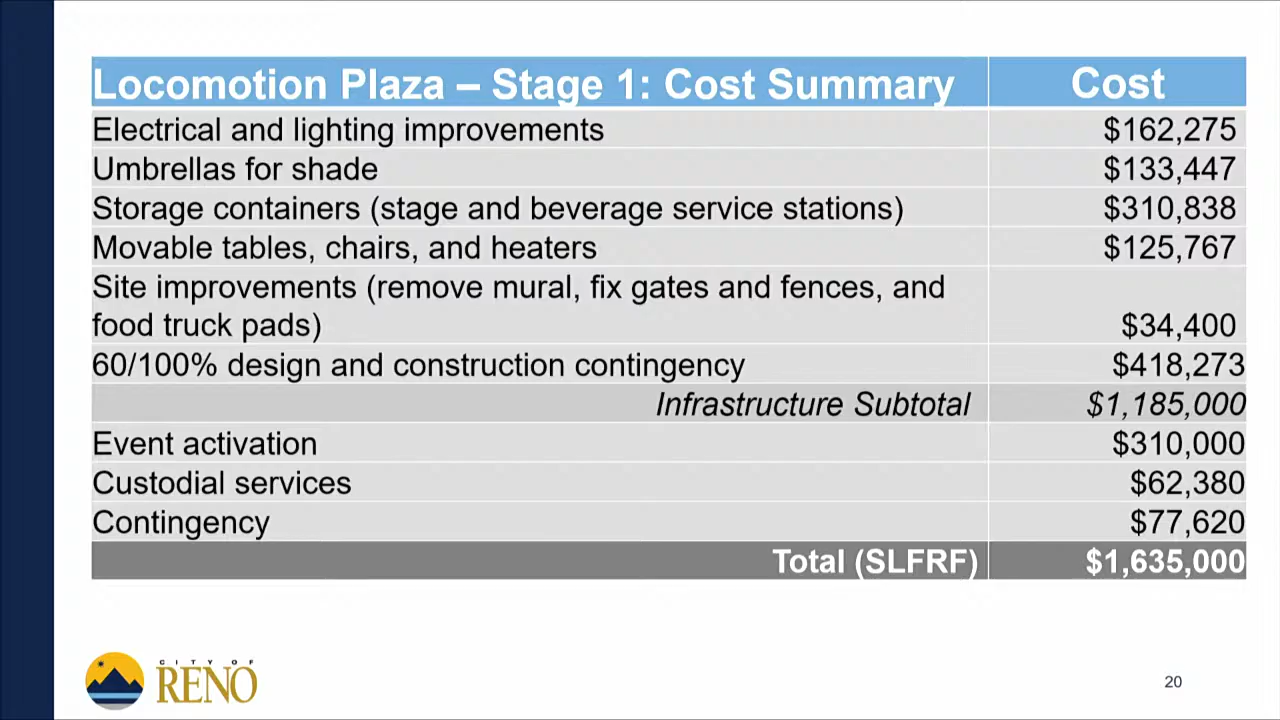 Locomotion Plaza – Stage 1: Cost Summary Cost
Electrical and lighting improvements $162,275
Umbrellas for shade $133,447
Storage containers (stage and beverage service stations) $310,838
Movable tables, chairs, and heaters $125,767
Site improvements (remove mural, fix gates and fences, and
food truck pads) $34,400
60/100% design and construction contingency $418,273
Infrastructure Subtotal $1,185,000
Event activation $310,000
Custodial services $62,380
Contingency $77,620
Total (SLFRF) $1,635,000
CITY OF
RENO
20